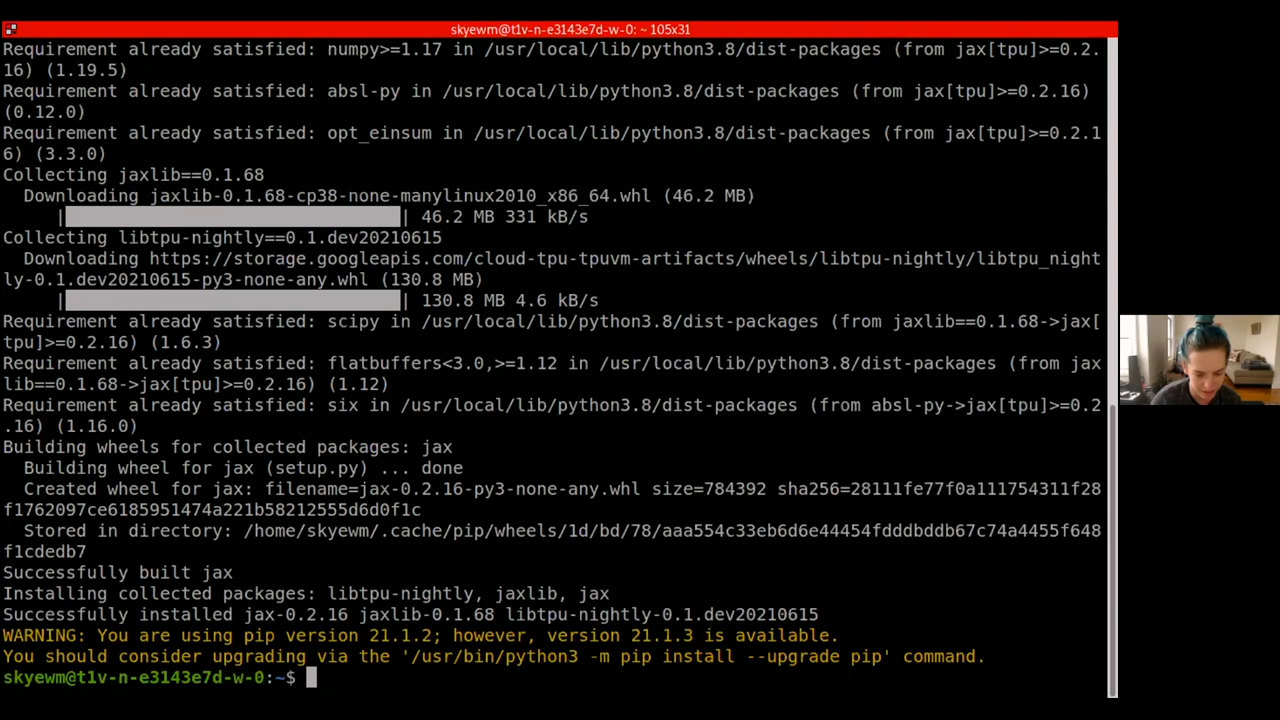 skyewm@t1v-n-e3143e7d-w-0: ~ 105x31
Requirement already satisfied: numpy>=1.17 in /usr/local/lib/python3.8/dist-packages (from jax[tpu]>=0.2.
16) (1.19.5)
Requirement already satisfied: absl-py in /usr/local/lib/python3.8/dist-packages (from jax[tpu]>=0.2.16)
(0.12.0)
Requirement already satisfied: opt_einsum in /usr/local/lib/python3.8/dist-packages (from jax[tpu]>=0.2.1
6) (3.3.0)
Collecting jaxlib==0.1.68
  Downloading jaxlib-0.1.68-cp38-none-manylinux2010_x86_64.whl (46.2 MB)
| | 46.2 MB 331 kB/s
Collecting libtpu-nightly==0.1.dev20210615
  Downloading https://storage.googleapis.com/cloud-tpu-tpuvm-artifacts/wheels/libtpu-nightly/libtpu_night
ly-0.1.dev20210615-py3-none-any.whl (130.8 MB)
| | 130.8 MB 4.6 kB/s
Requirement already satisfied: scipy in /usr/local/lib/python3.8/dist-packages (from jaxlib==0.1.68->jax[
tpu]>=0.2.16) (1.6.3)
Requirement already satisfied: flatbuffers<3.0,>=1.12 in /usr/local/lib/python3.8/dist-packages (from jax
lib==0.1.68->jax[tpu]>=0.2.16) (1.12)
Requirement already satisfied: six in /usr/local/lib/python3.8/dist-packages (from absl-py->jax[tpu]>=0.2
.16) (1.16.0)
Building wheels for collected packages: jax
  Building wheel for jax (setup.py) ... done
  Created wheel for jax: filename=jax-0.2.16-py3-none-any.whl size=784392 sha256=28111fe77f0a111754311f28
f1762097ce6185951474a221b58212555d6d0f1c
  Stored in directory: /home/skyewm/.cache/pip/wheels/1d/bd/78/aaa554c33eb6d6e44454fdddbddb67c74a4455f648
f1cdedb7
Successfully built jax
Installing collected packages: libtpu-nightly, jaxlib, jax
Successfully installed jax-0.2.16 jaxlib-0.1.68 libtpu-nightly-0.1.dev20210615
WARNING: You are using pip version 21.1.2; however, version 21.1.3 is available.
You should consider upgrading via the '/usr/bin/python3 -m pip install --upgrade pip' command.
skyewm@t1v-n-e3143e7d-w-0:~$